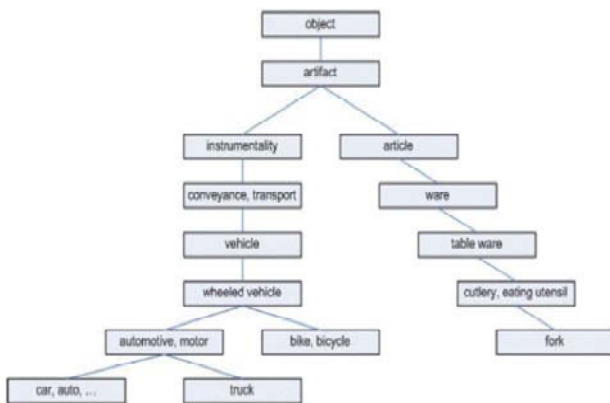 object
artifact
instrumentality
article
conveyance, transport
ware
vehicle
table ware
wheeled vehicle
cutlery, eating utensil
automotive, motor
bike, bicycle
fork
car, auto, ...
truck